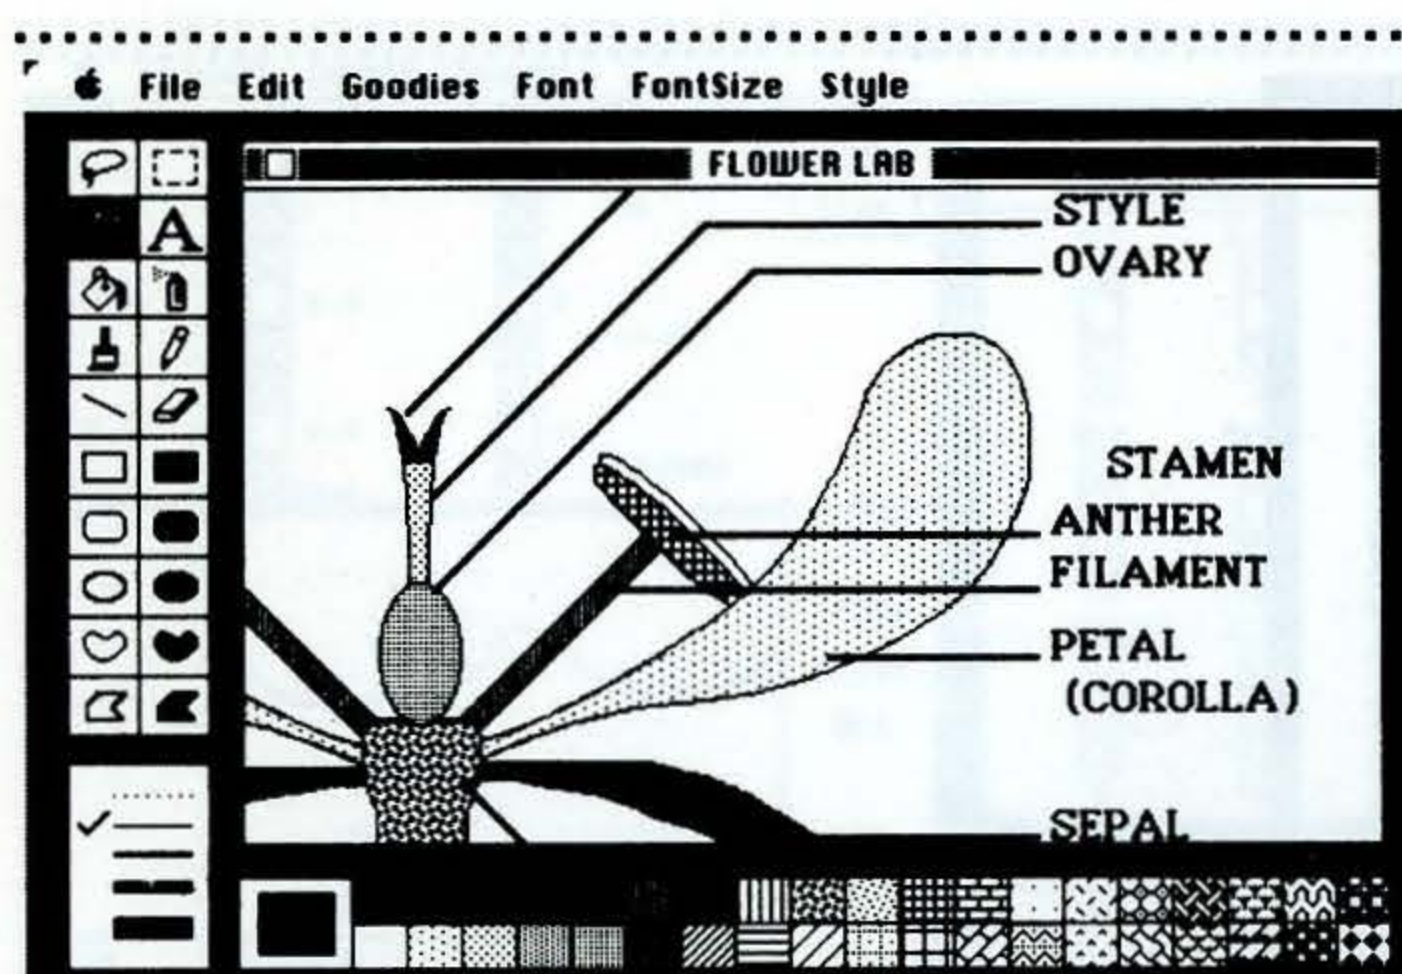 File Edit Goodies Font FontSize Style
FLOWER LAB
A
STYLE
OVARY
STAMEN
ANTHER
FILAMENT
PETAL
(COROLLA)
SEPAL